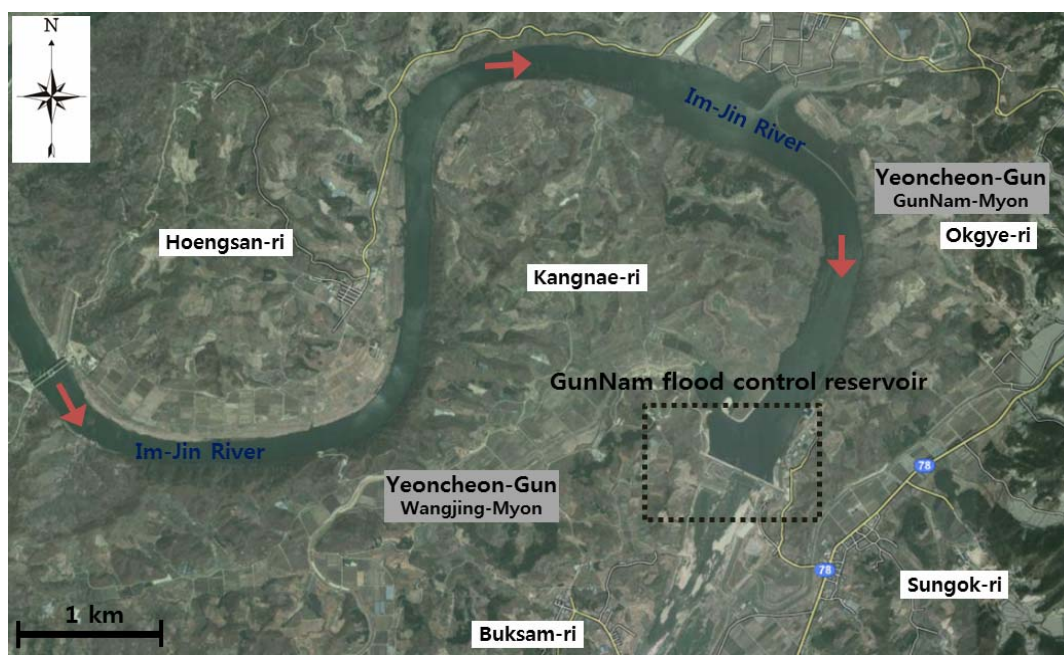 N
Im-Jin River
Yeoncheon-Gun
GunNam-Myon
Hoengsan-ri
Okgye-ri
Kangnae-ri
GunNam flood control reservoir
Im-Jin River
78
Yeoncheon-Gun
Wangjing-Myon
78
Sungok-ri
1 km
Buksam-ri